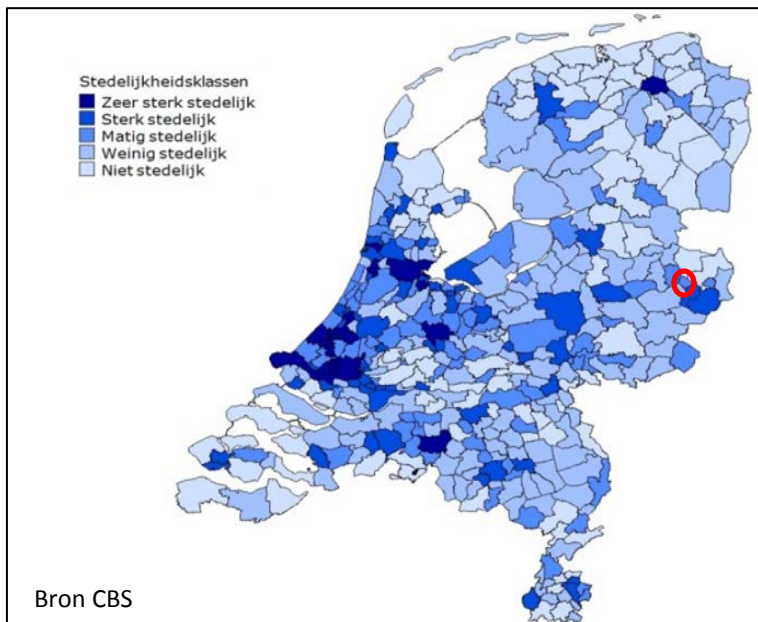 Stedelijkheidsklassen
Zeer sterk stedelijk
Sterk stedelijk
Matig stedelijk
Weinig stedelijk
Niet stedelijk
Bron CBS